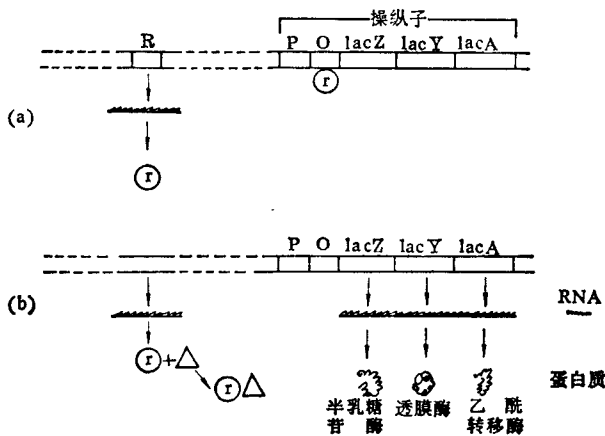 操纵子
R
P O lacZ lacY lacA
r
(a)
r
P O lacZ lacY lacA
RNA
(b)
r + r
蛋白质
半乳糖 透膜酶 乙酰
苷酶 转移酶